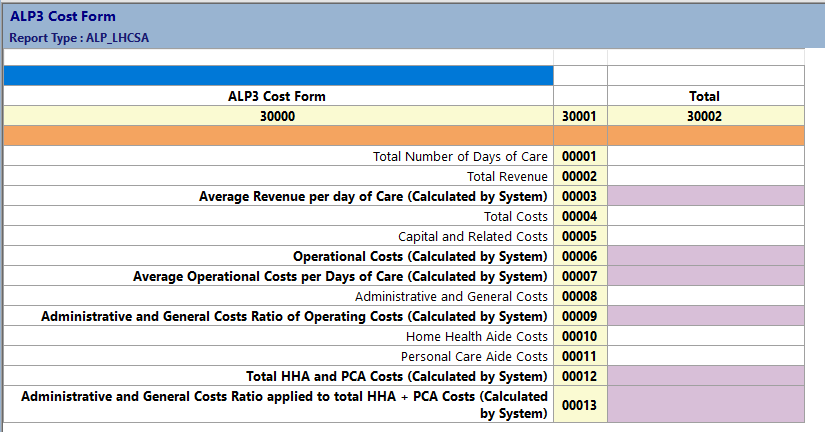 ALP3 Cost Form
Report Type : ALP_LHCSA
ALP3 Cost Form Total
30000 30001 30002
Total Number of Days of Care 00001
Total Revenue 00002
Average Revenue per day of Care (Calculated by System) 00003
Total Costs 00004
Capital and Related Costs 00005
Operational Costs (Calculated by System) 00006
Average Operational Costs per Days of Care (Calculated by System) 00007
Administrative and General Costs 00008
Administrative and General Costs Ratio of Operating Costs (Calculated by System) 00009
Home Health Aide Costs 00010
Personal Care Aide Costs 00011
Total HHA and PCA Costs (Calculated by System) 00012
Administrative and General Costs Ratio applied to total HHA + PCA Costs (Calculated
by System) 00013